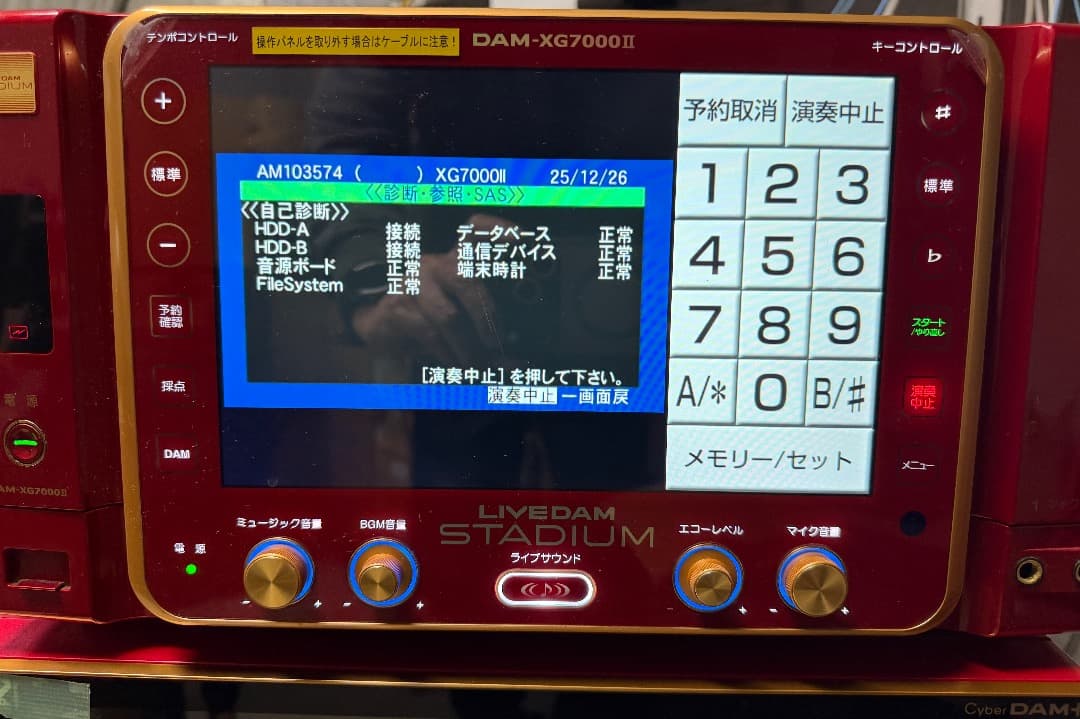 テンポコントロール
操作パネルを取り外す場合はケーブルに注意!
DAM-XG7000II
キーコントロール
+
標準
−
予約
確認
採点
DAM
電源
AM103574 (      ) XG7000II 25/12/26
<<診断・参照・SAS>>
<<自己診断>>
HDD-A 接続 データベース 正常
HDD-B 接続 通信デバイス 正常
音源ボード 正常 端末時計 正常
FileSystem 正常
[演奏中止]を押して下さい。
演奏中止 一画面戻
予約取消 演奏中止
1 2 3
4 5 6
7 8 9
A/* 0 B/#
メモリー/セット
♯
標準
♭
スタート
/やり直し
演奏
中止
メニュー
LIVEDAM
STADIUM
ミュージック音量
BGM音量
ライブサウンド
エコーレベル
マイク音量
- +
- +
- +
- +
電源
DAM-XG7000II
Cyber DAM